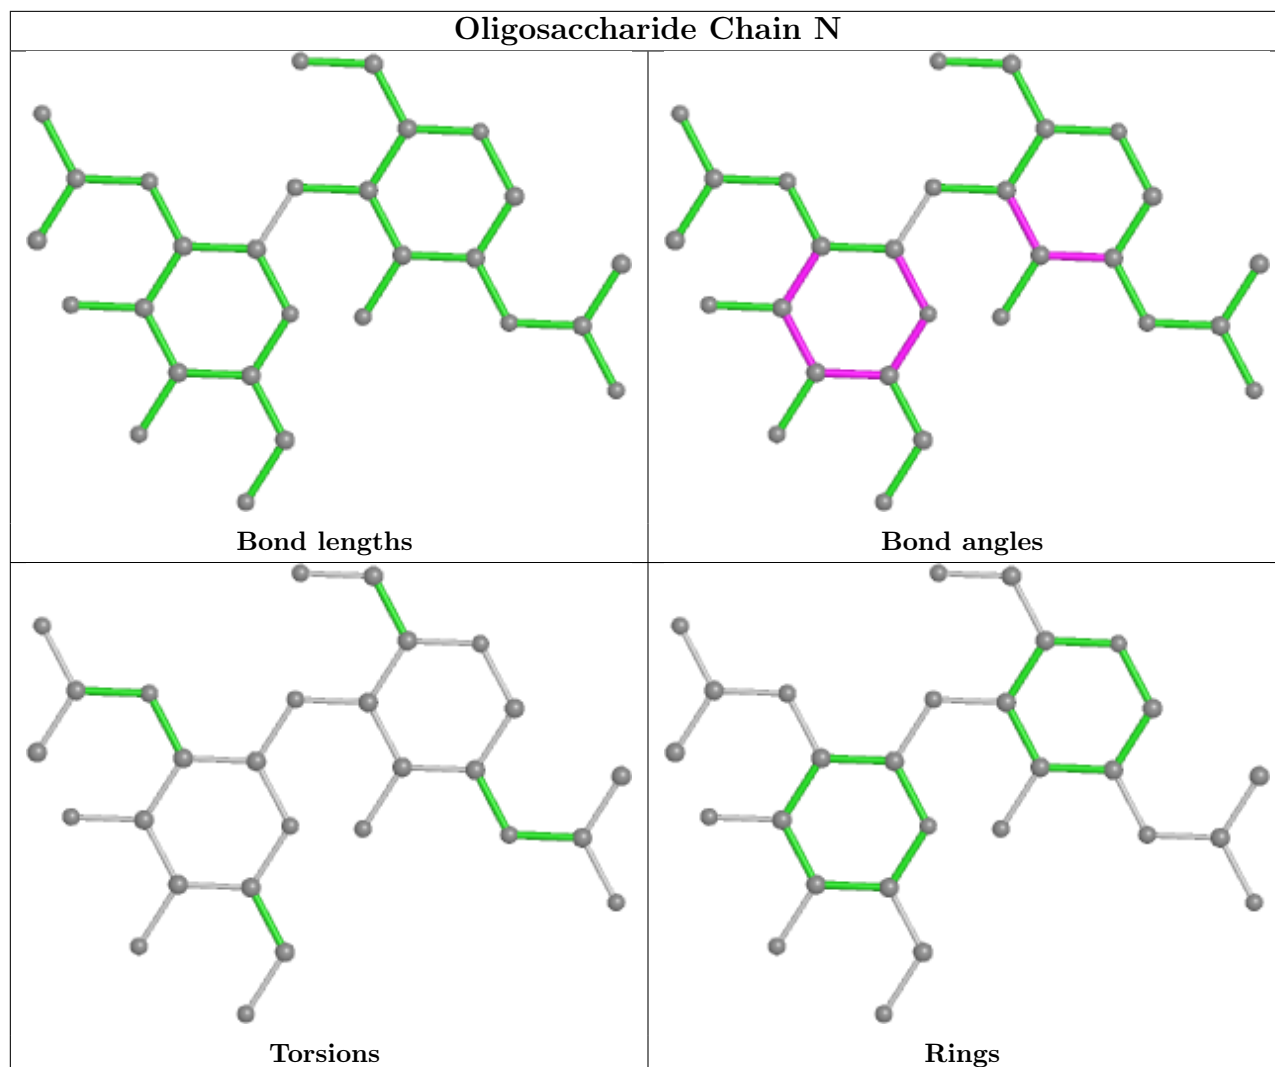 Oligosaccharide Chain N
Bond lengths
Bond angles
Torsions
Rings